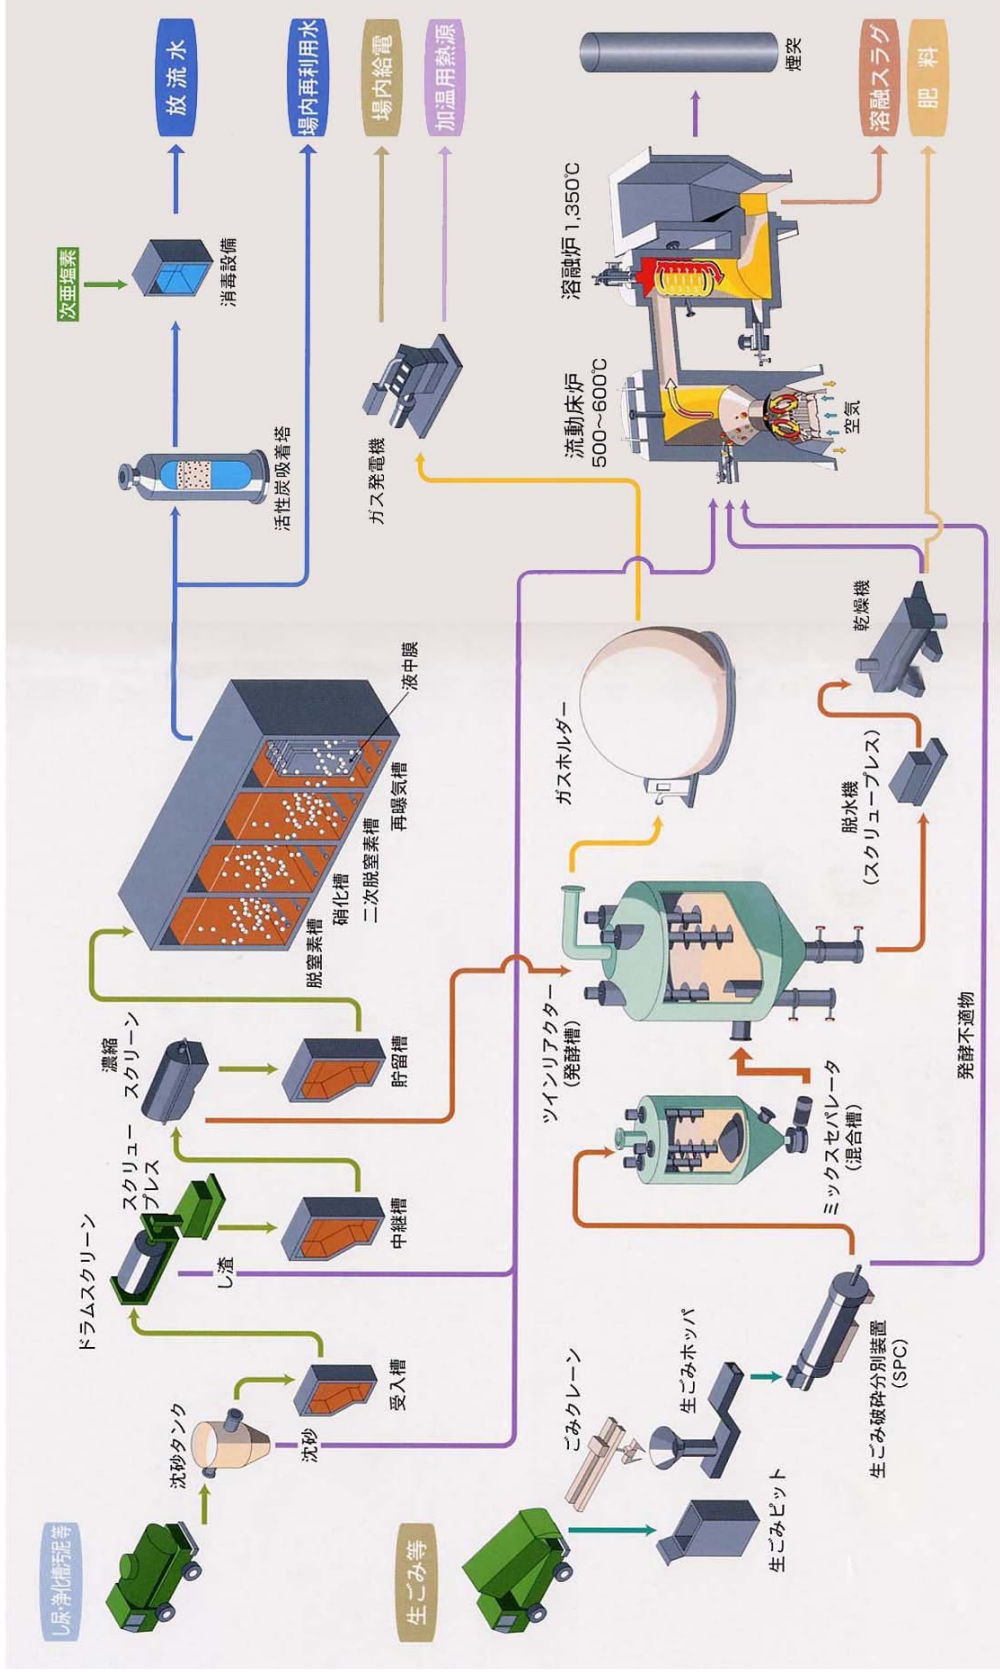 し尿・浄化槽汚泥等
沈砂タンク
沈砂
受入槽
ドラムスクリーン
スクリュー
プレス
し渣
中継槽
濃縮
スクリーン
貯留槽
脱窒素槽
硝化槽
二次脱窒素槽
再曝気槽
液中膜
活性炭吸着塔
次亜塩素
消毒設備
放流水
場内再利用水
場内給電
加温用熱源
ガス発電機
生ごみ等
生ごみピット
ごみクレーン
生ごみホッパ
生ごみ破砕分別装置
(SPC)
ミックスセパレータ
(混合槽)
ツインリアクター
(発酵槽)
ガスホルダー
脱水機
(スクリュープレス)
乾燥機
発酵不適物
流動床炉
500~600℃
空気
溶融炉 1,350℃
煙突
溶融スラグ
肥料